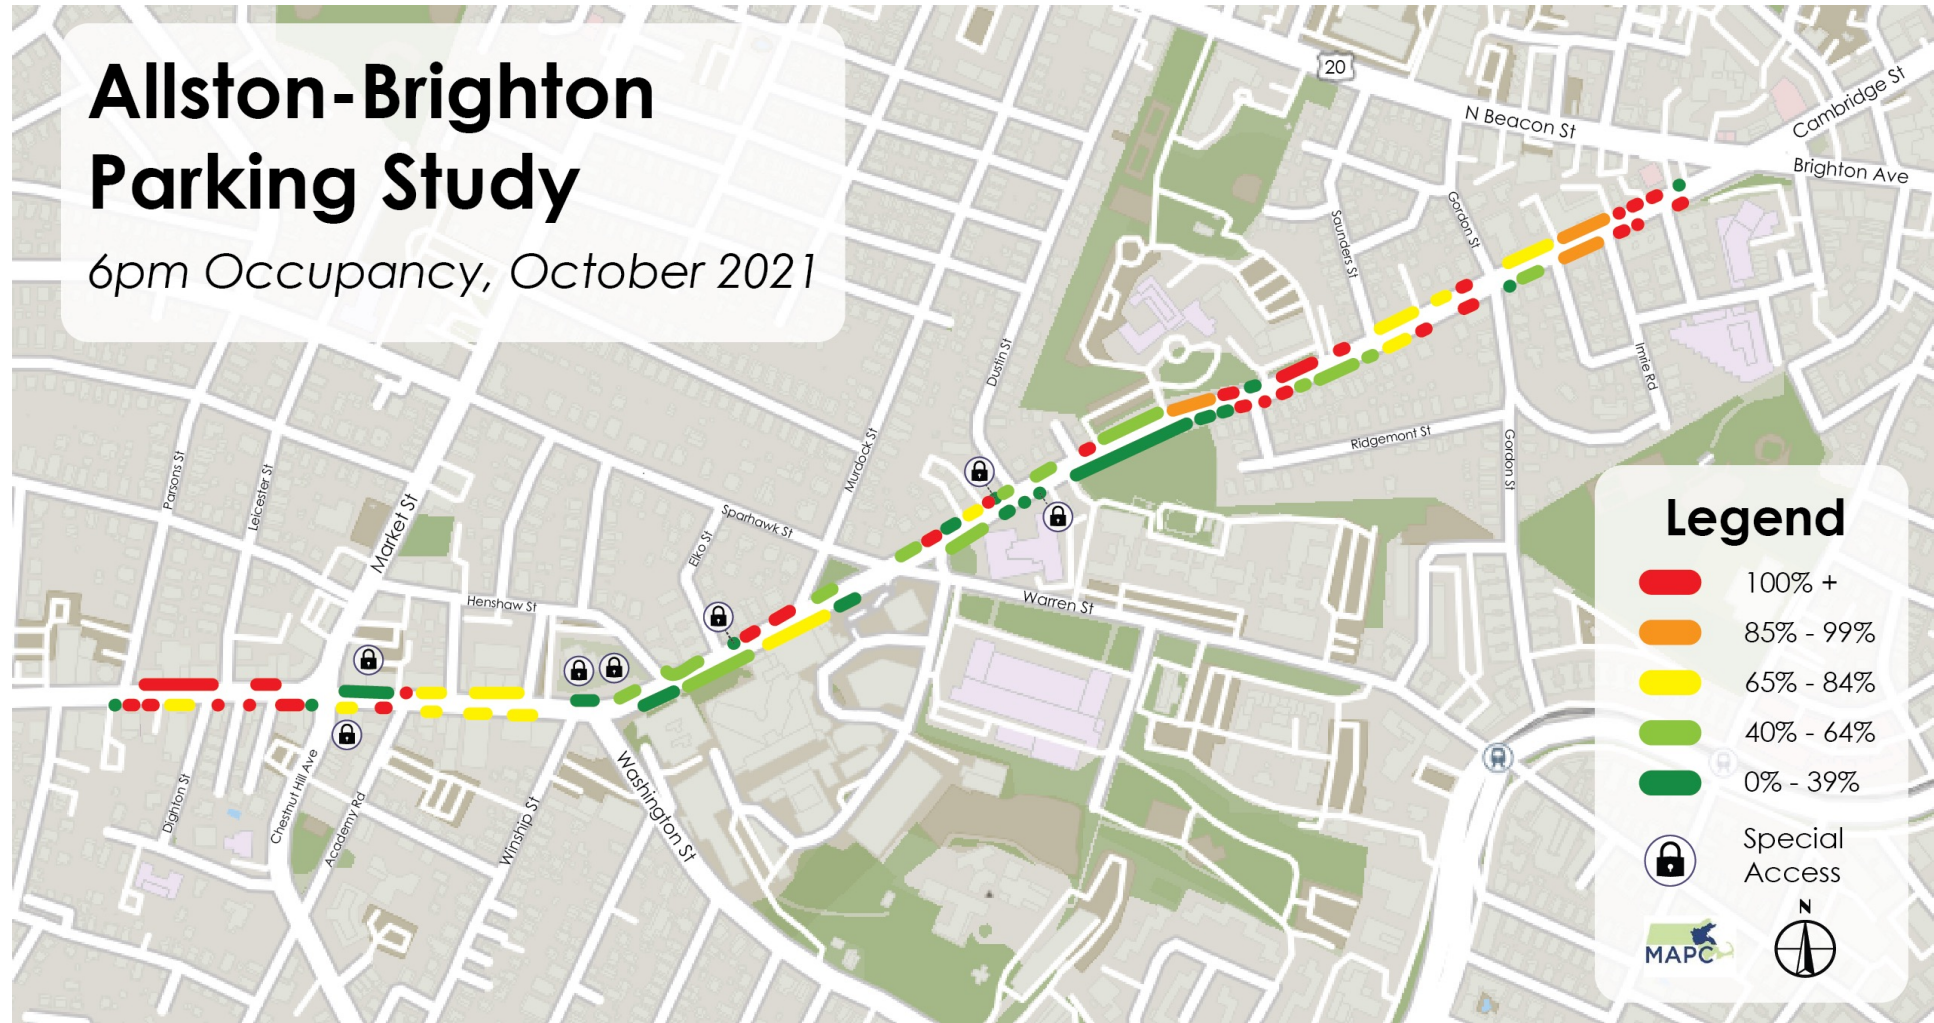 Allston-Brighton
Parking Study
6pm Occupancy, October 2021
20
N Beacon St
Cambridge St
Brighton Ave
Gordon St
Saunders St
Imrie Rd
Dustin St
Ridgemont St
Gordon St
Murdock St
Parsons St
Leicester St
Market St
Sparhawk St
Elko St
Henshaw St
Warren St
Washington St
Chestnut Hill Ave
Dighton St
Academy Rd
Winship St
Legend
100% +
85% - 99%
65% - 84%
40% - 64%
0% - 39%
Special
Access
N
MAPC